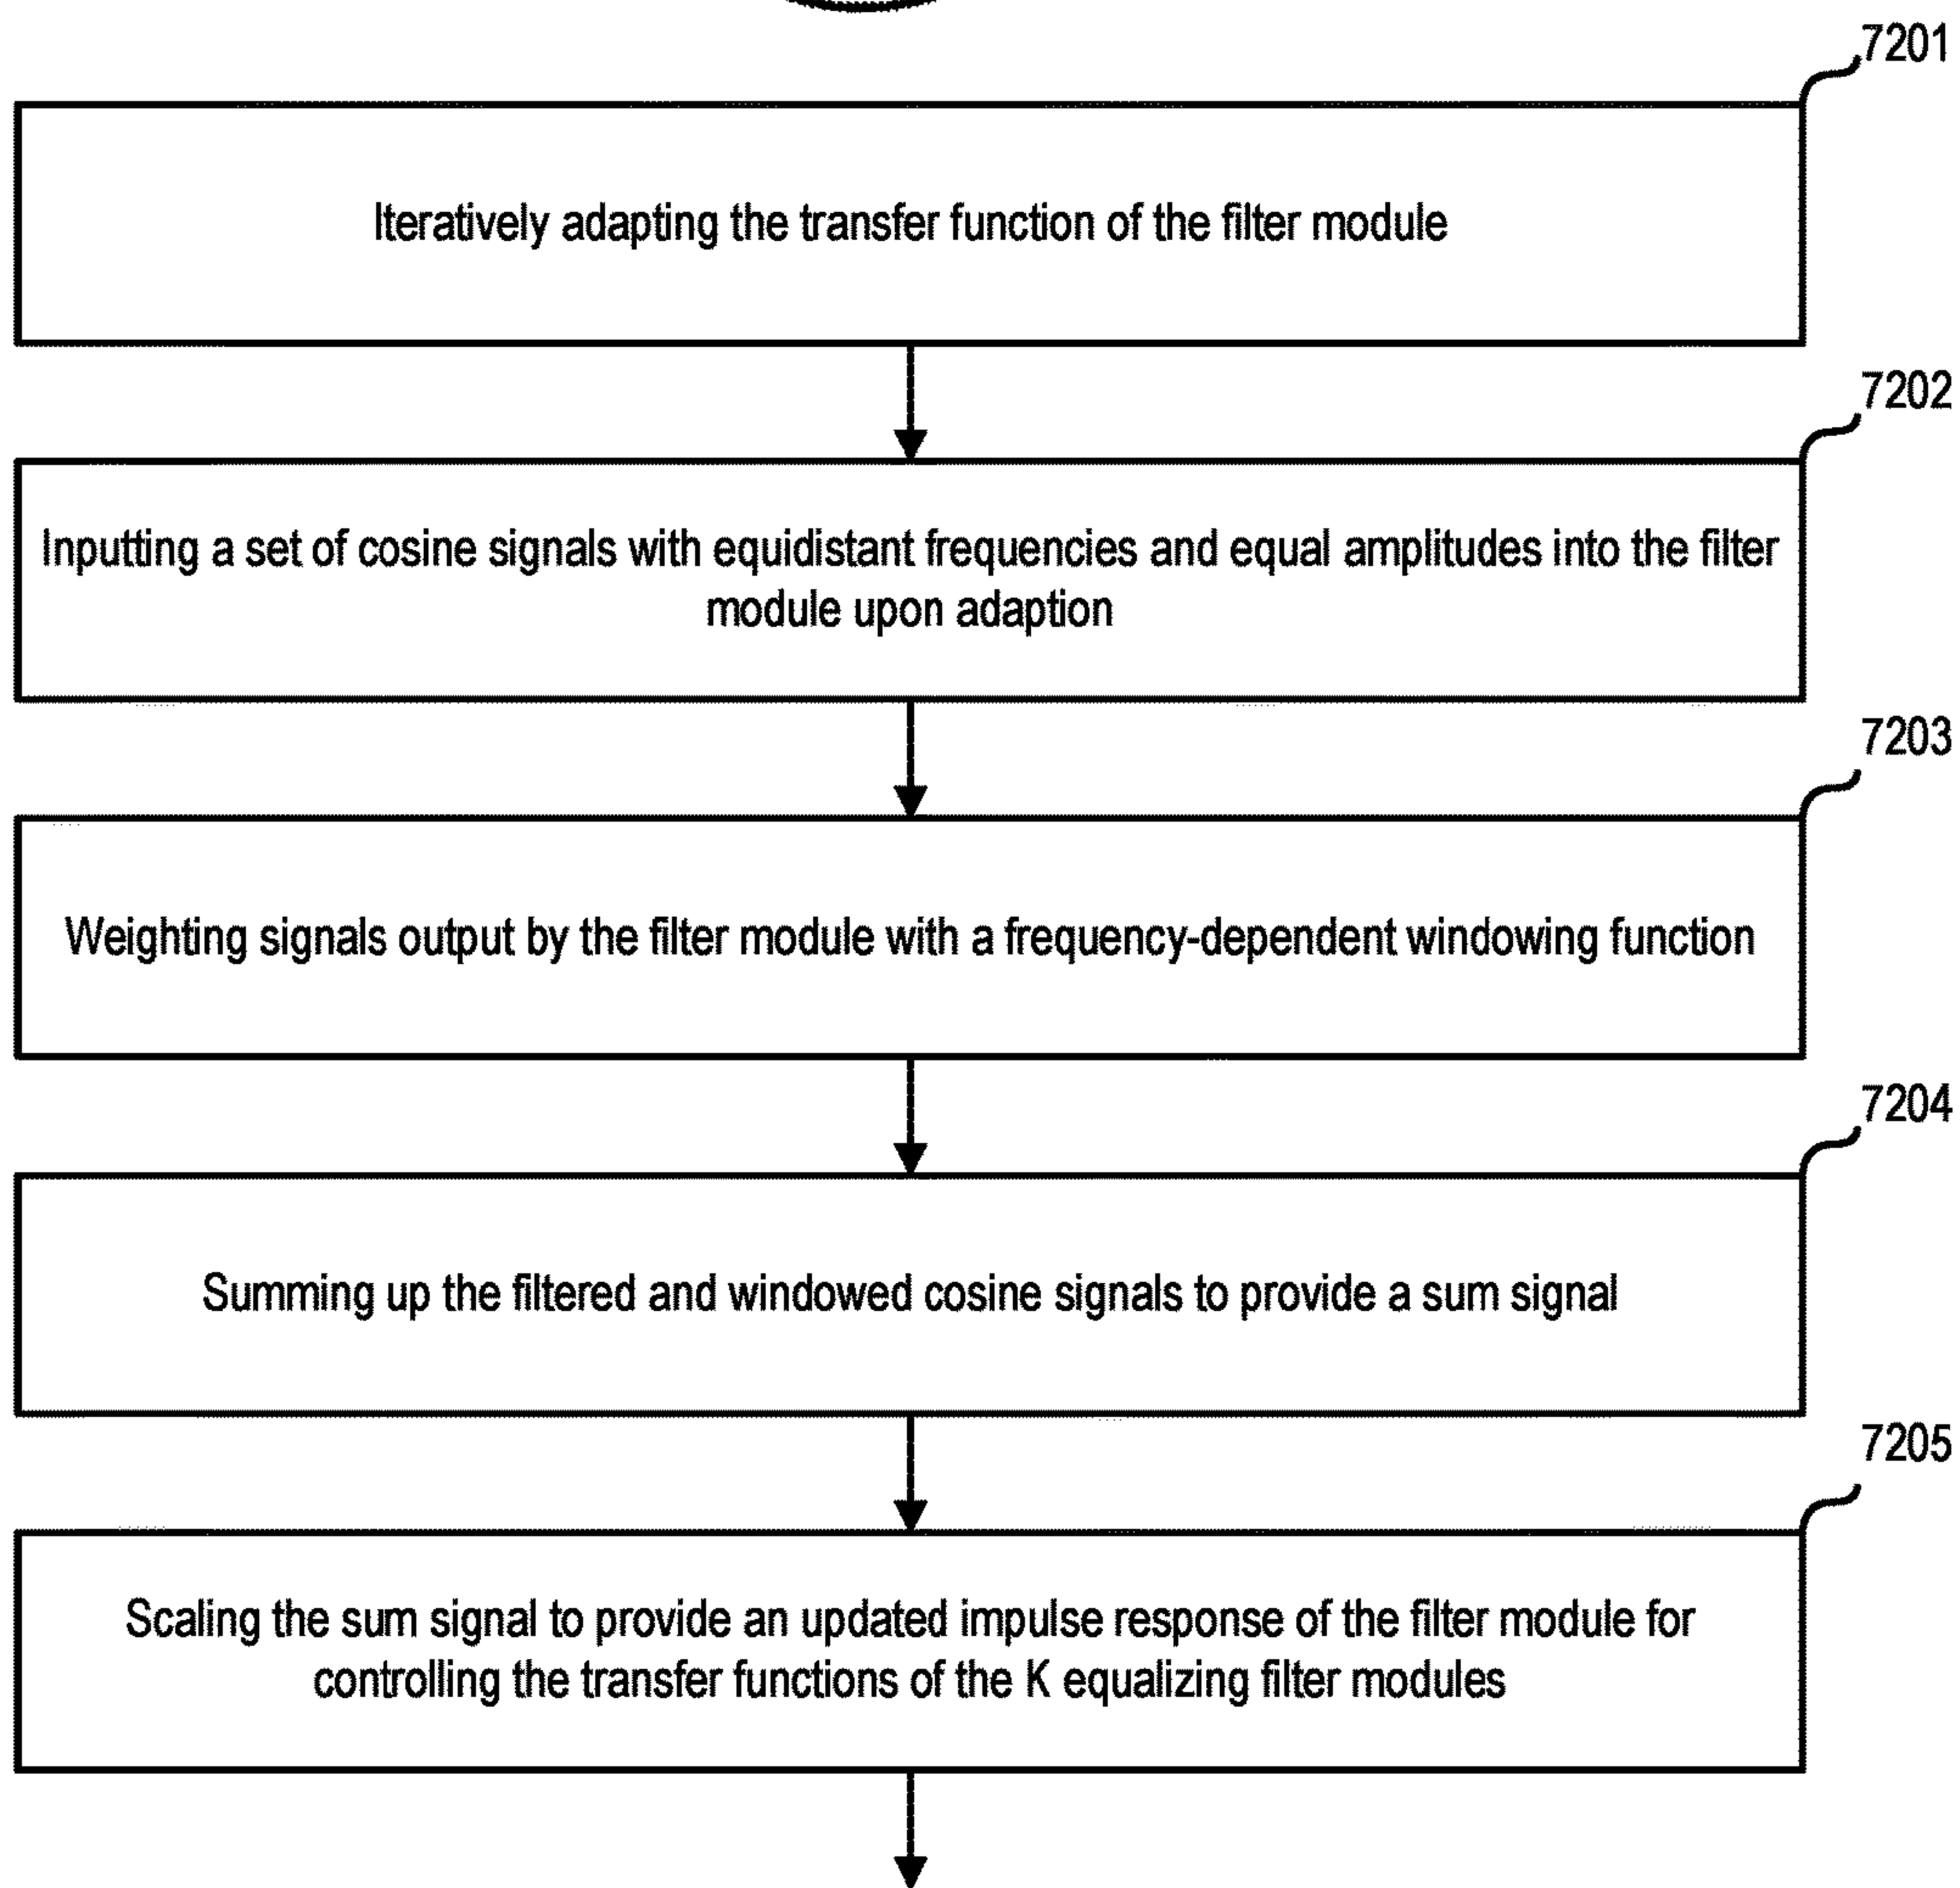 7201
Iteratively adapting the transfer function of the filter module
7202
Inputting a set of cosine signals with equidistant frequencies and equal amplitudes into the filter
module upon adaption
7203
Weighting signals output by the filter module with a frequency-dependent windowing function
7204
Summing up the filtered and windowed cosine signals to provide a sum signal
7205
Scaling the sum signal to provide an updated impulse response of the filter module for
controlling the transfer functions of the K equalizing filter modules